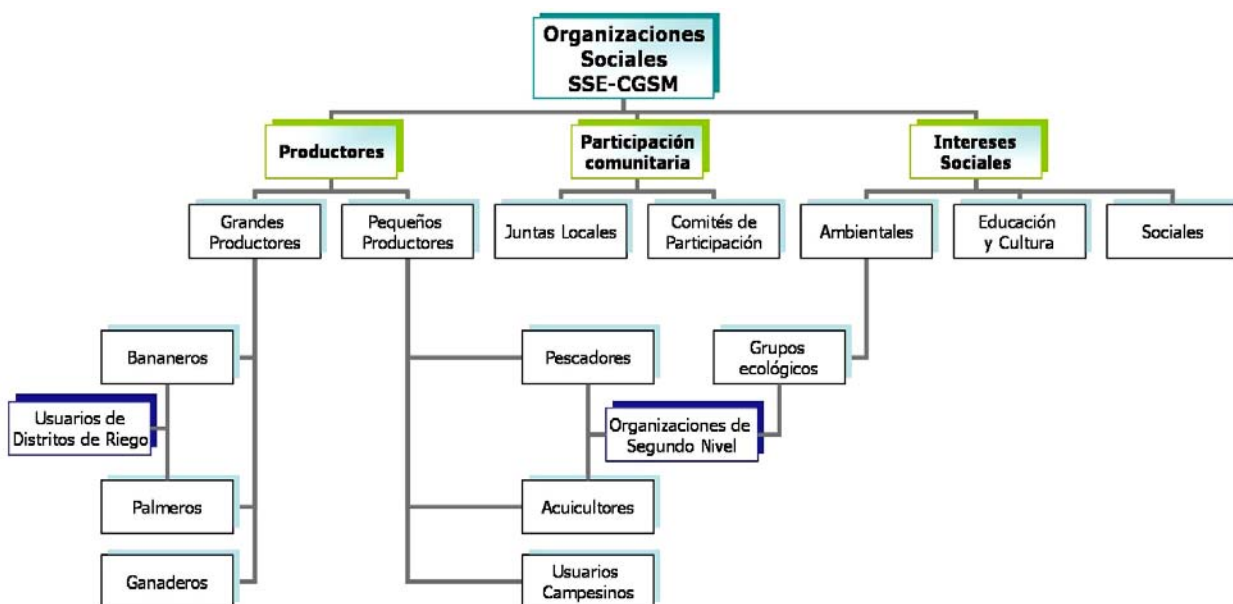 Organizaciones
Sociales
SSE-CGSM
Productores
Participación
comunitaria
Intereses
Sociales
Grandes
Productores
Pequeños
Productores
Juntas Locales
Comités de
Participación
Ambientales
Educación
y Cultura
Sociales
Bananeros
Pescadores
Grupos
ecológicos
Usuarios de
Distritos de Riego
Organizaciones de
Segundo Nivel
Palmeros
Acuicultores
Ganaderos
Usuarios
Campesinos